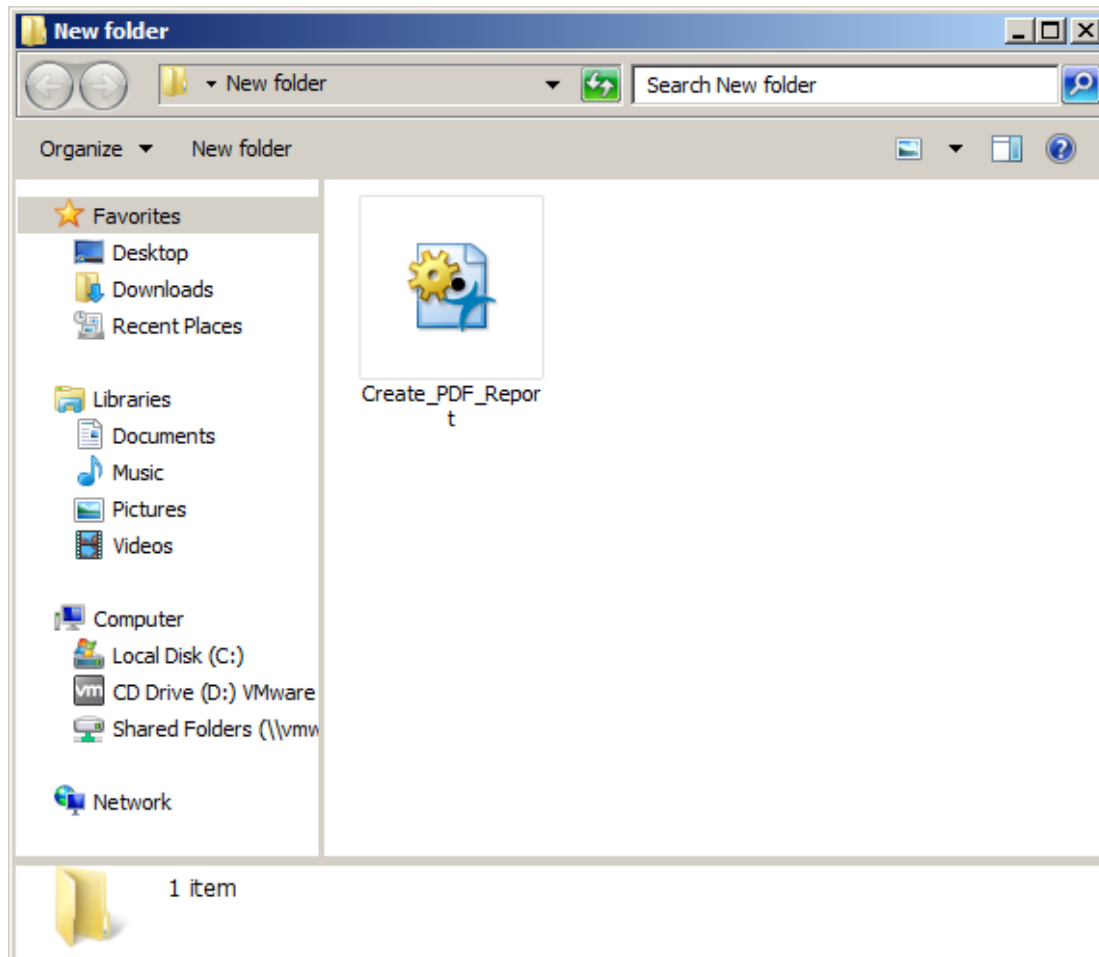 New folder
New folder
Search New folder
Organize
New folder
Favorites
Desktop
Downloads
Recent Places
Libraries
Documents
Music
Pictures
Videos
Computer
Local Disk (C:)
vm
CD Drive (D:) VMware
Shared Folders (\\vmw
Network
Create_PDF_Repor
t
1 item